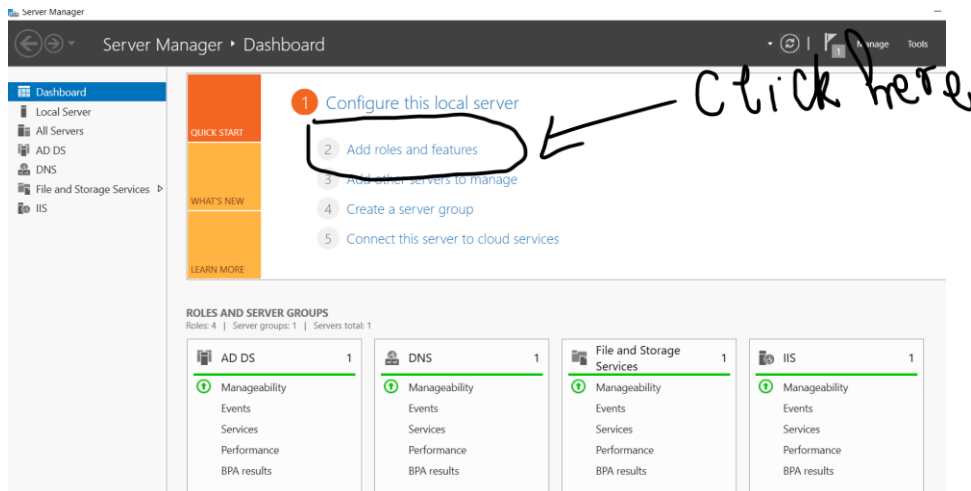 Server Manager
Server Manager • Dashboard
1
Manage
Tools
Click here
Dashboard
Local Server
All Servers
AD DS
DNS
File and Storage Services
IIS
QUICK START
WHAT'S NEW
LEARN MORE
1 Configure this local server
2 Add roles and features
3 Add other servers to manage
4 Create a server group
5 Connect this server to cloud services
ROLES AND SERVER GROUPS
Roles: 4 | Server groups: 1 | Servers total: 1
AD DS 1
Manageability
Events
Services
Performance
BPA results
DNS 1
Manageability
Events
Services
Performance
BPA results
File and Storage
Services 1
Manageability
Events
Services
Performance
BPA results
IIS 1
Manageability
Events
Services
Performance
BPA results